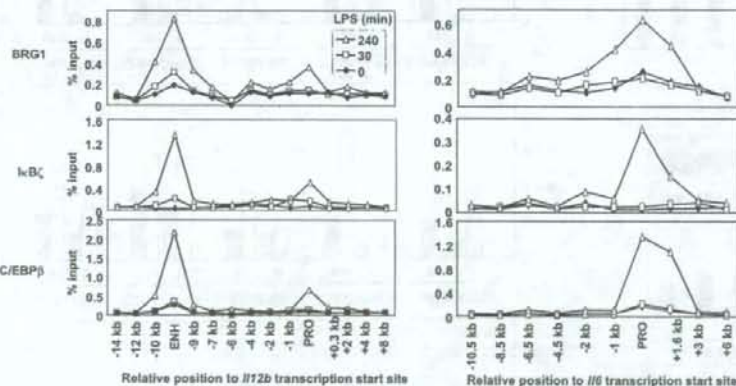 LPS (min)
240
30
0
BRG1
% input
0.8
0.6
0.4
0.2
0
0.6
0.4
0.2
0
IκBζ
% input
1.6
1.2
0.8
0.4
0
0.4
0.3
0.2
0.1
0
C/EBPβ
% input
2.5
2.0
1.5
1.0
0.5
0.0
1.6
1.2
0.8
0.4
0
-14 kb
-12 kb
-10 kb
ENH
-9 kb
-7 kb
-6 kb
-4 kb
-2 kb
-1 kb
PRO
+0.3 kb
+2 kb
+4 kb
+8 kb
-10.5 kb
-8.5 kb
-6.5 kb
-4.5 kb
-2 kb
-1 kb
PRO
+1.6 kb
+3 kb
+6 kb
Relative position to Il12b transcription start site
Relative position to Il6 transcription start site